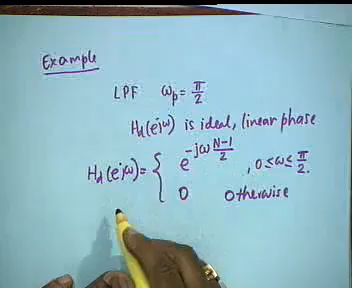 Example
LPF ωp = π/2
Hd(e^jω) is ideal, linear phase
Hd(e^jω) = { e^(-jω (N-1)/2) , 0 ≤ ω ≤ π/2.
0 otherwise